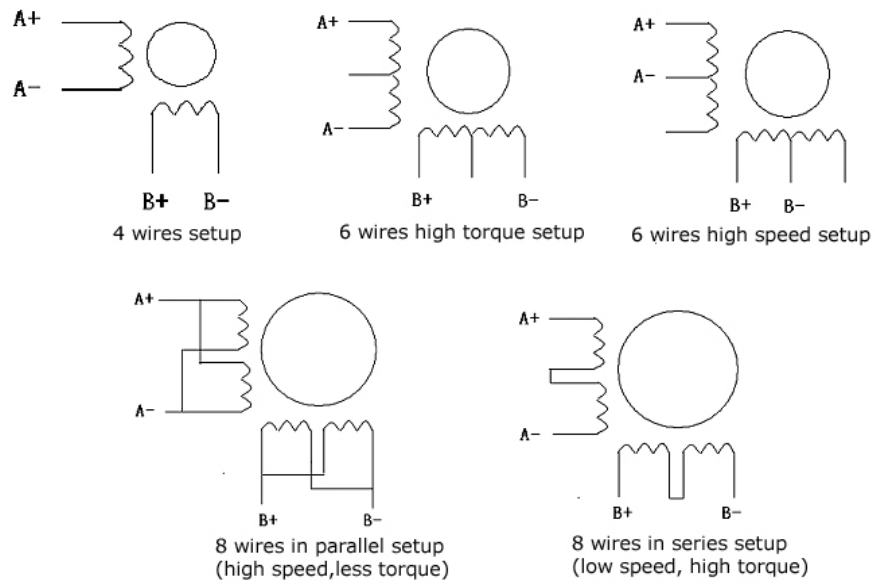 A+
A-
B+ B-
4 wires setup
A+
A-
B+ B-
6 wires high torque setup
A+
A-
B+ B-
6 wires high speed setup
A+
A-
B+ B-
8 wires in parallel setup
(high speed,less torque)
A+
A-
B+ B-
8 wires in series setup
(low speed, high torque)